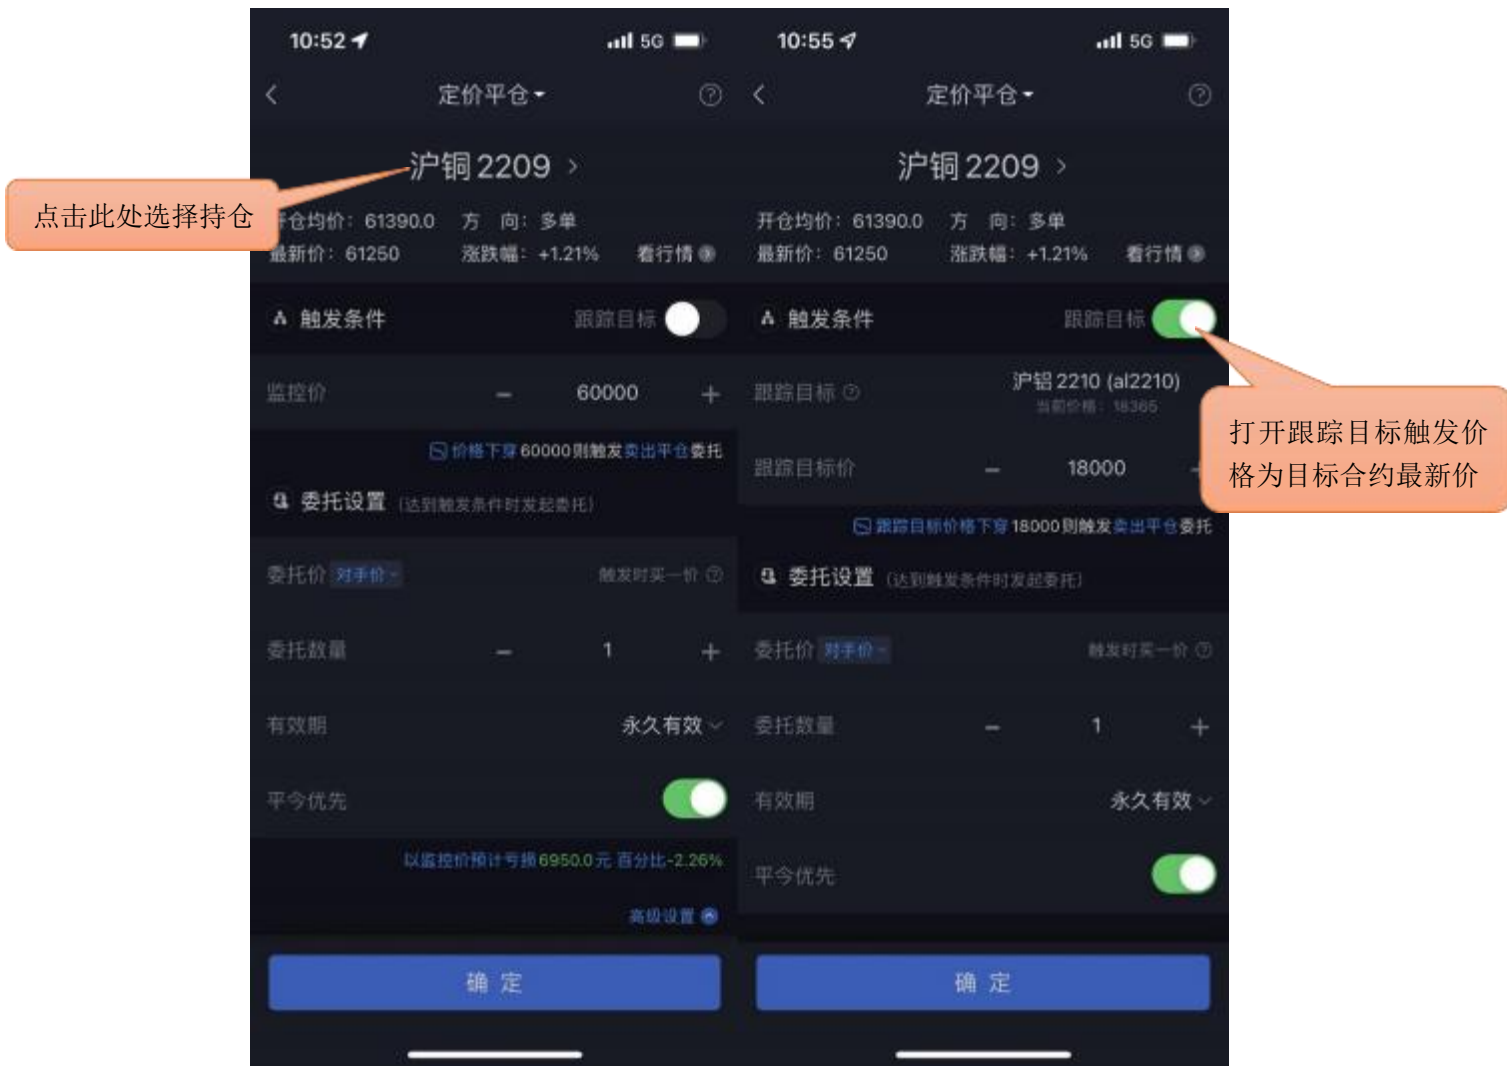 10:52
5G
定价平仓
沪铜 2209
点击此处选择持仓
开仓均价：61390.0 方 向：多单
最新价：61250 涨跌幅：+1.21% 看行情
触发条件 跟踪目标
监控价 － 60000 ＋
价格下穿 60000 则触发卖出平仓委托
委托设置 (达到触发条件时发起委托)
委托价 对手价 触发时买一价
委托数量 － 1 ＋
有效期 永久有效
平今优先
以监控价预计亏损6950.0元 百分比-2.26%
高级设置
确 定
10:55
5G
定价平仓
沪铜 2209
开仓均价：61390.0 方 向：多单
最新价：61250 涨跌幅：+1.21% 看行情
触发条件 跟踪目标
跟踪目标 沪铝 2210 (al2210)
当前价格：18365
打开跟踪目标触发价
格为目标合约最新价
跟踪目标价 － 18000 ＋
跟踪目标价格下穿 18000 则触发卖出平仓委托
委托设置 (达到触发条件时发起委托)
委托价 对手价 触发时买一价
委托数量 － 1 ＋
有效期 永久有效
平今优先
确 定